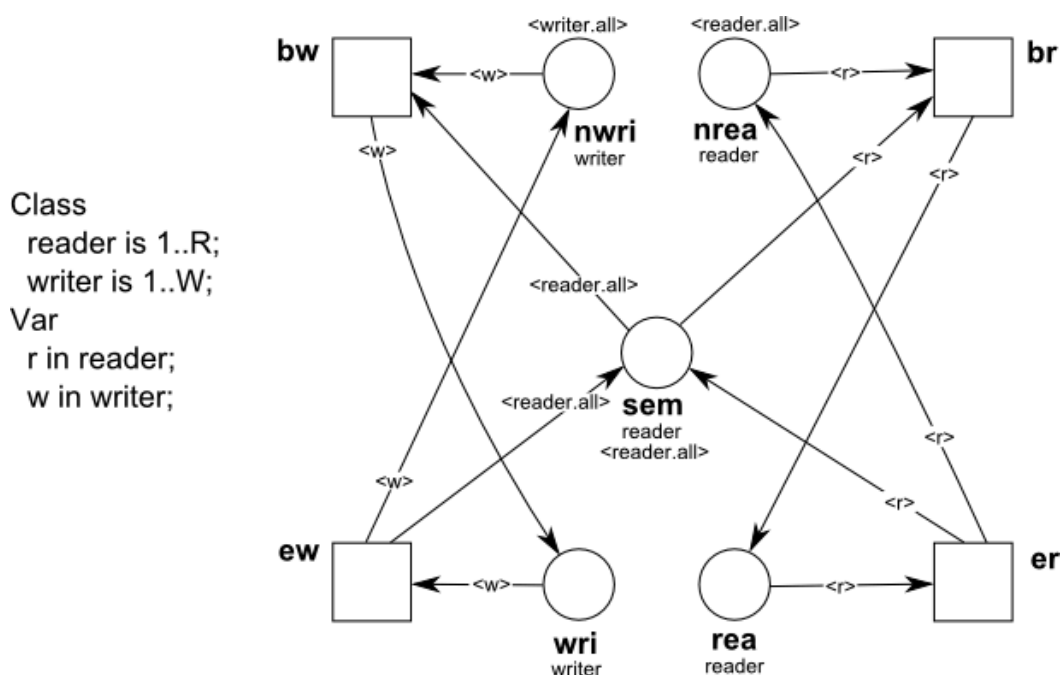 <writer.all> <reader.all>
bw <w> <r> br
nwri nrea
writer reader
<w> <r> <r>
Class
reader is 1..R;
writer is 1..W;
Var
r in reader;
w in writer;
<reader.all>
<reader.all> sem
reader
<reader.all>
<r>
<w>
<r>
ew <w> <r> er
wri rea
writer reader